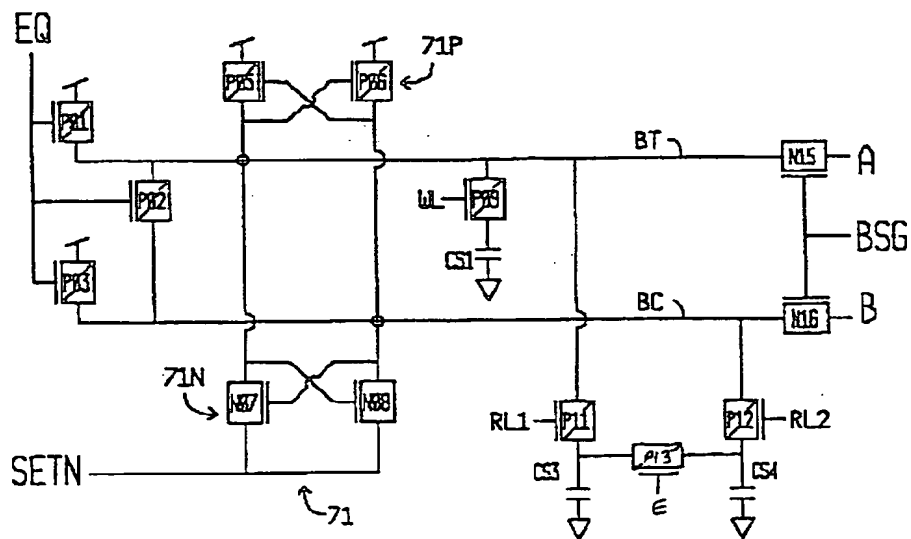 EQ
71P
P85
P86
P81
BT
N15
A
P82
WL
P89
BSG
CS1
P83
BC
N16
B
71N
N87
N88
RL1
P11
P12
RL2
SETN
CS3
P13
CS4
E
71